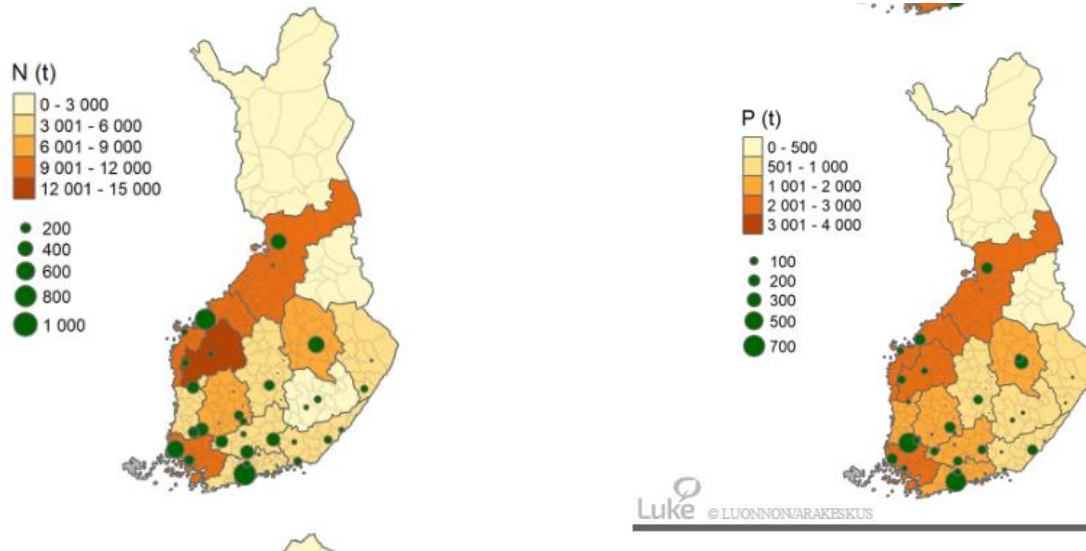 N (t)
0 - 3 000
3 001 - 6 000
6 001 - 9 000
9 001 - 12 000
12 001 - 15 000
200
400
600
800
1 000
P (t)
0 - 500
501 - 1 000
1 001 - 2 000
2 001 - 3 000
3 001 - 4 000
100
200
300
500
700
Luke © LUONNONVARAKESKUS